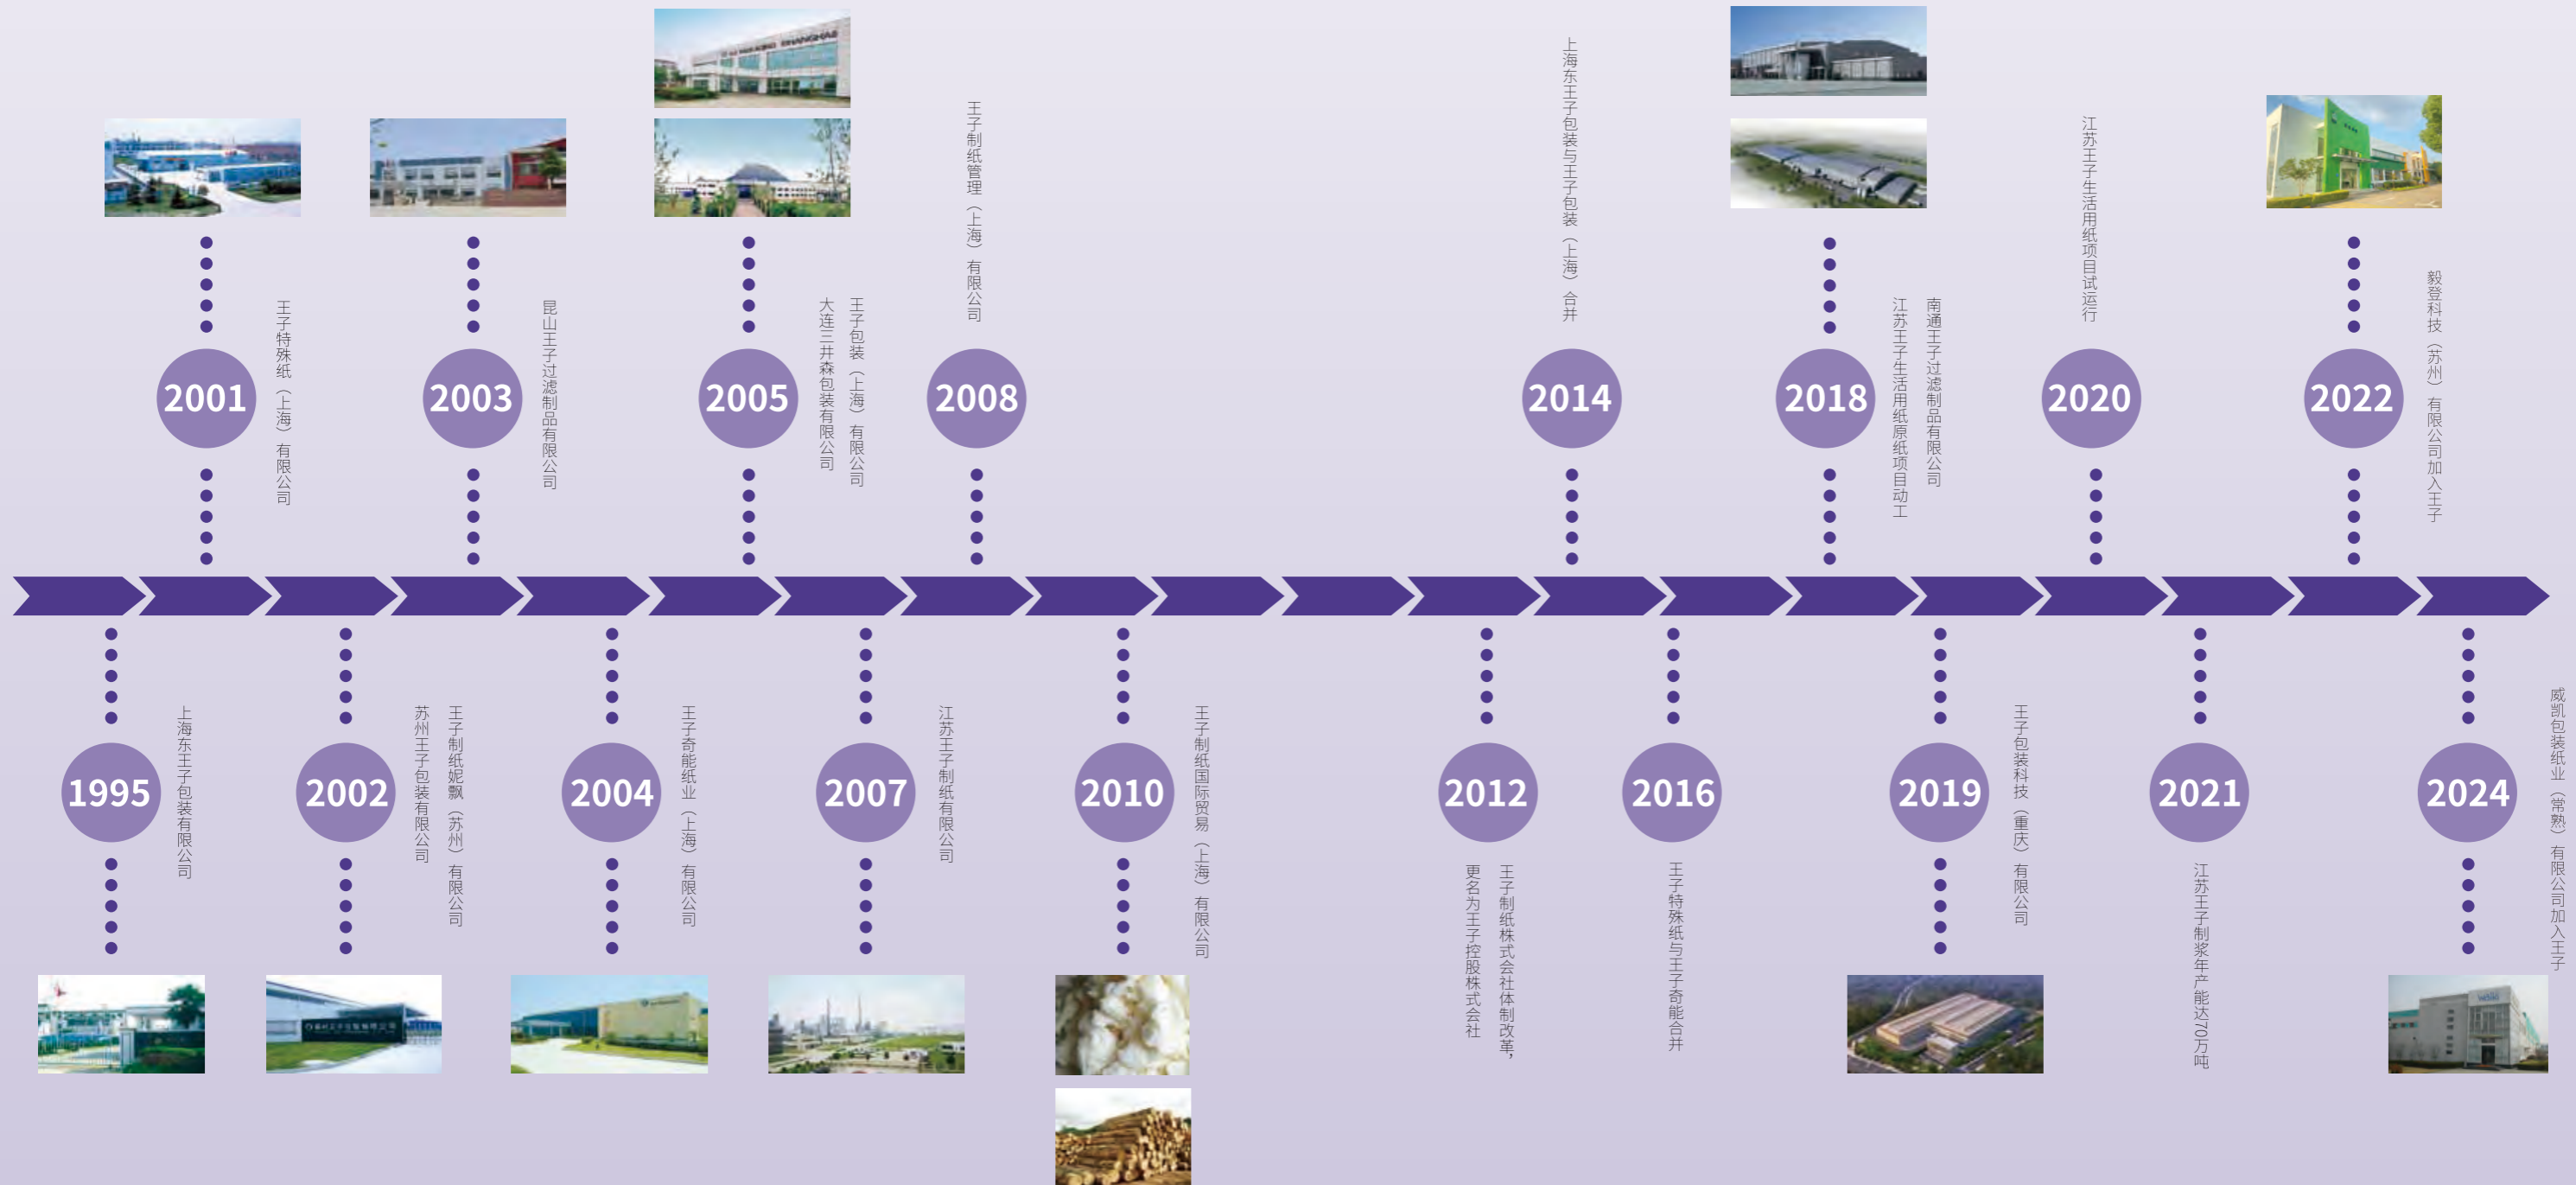 2001
王子特殊纸（上海）有限公司
2003
昆山王子过滤制品有限公司
2005
王子包装（上海）有限公司
大连三井森包装有限公司
2008
王子制纸管理（上海）有限公司
2014
上海东王子包装与王子包装（上海）合并
2018
南通王子过滤制品有限公司
江苏王子生活用纸原纸项目动工
2020
江苏王子生活用纸项目试运行
2022
毅登科技（苏州）有限公司加入王子
1995
上海东王子包装有限公司
2002
王子制纸妮飘（苏州）有限公司
苏州王子包装有限公司
2004
王子奇能纸业（上海）有限公司
2007
江苏王子制纸有限公司
2010
王子制纸国际贸易（上海）有限公司
2012
王子制纸株式会社体制改革，
更名为王子控股株式会社
2016
王子特殊纸与王子奇能合并
2019
王子包装科技（重庆）有限公司
2021
江苏王子制浆年产能达70万吨
2024
威凯包装纸业（常熟）有限公司加入王子